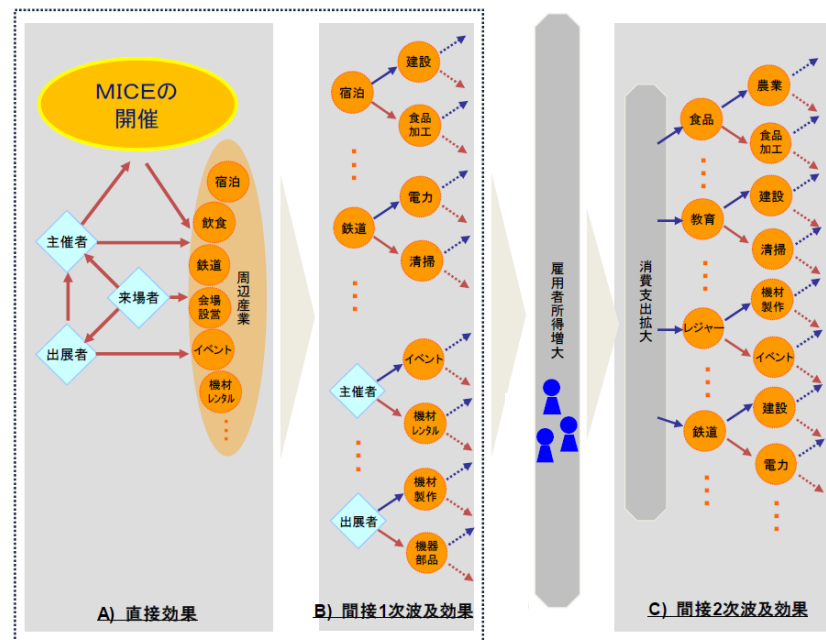 MICEの
開催
宿泊
飲食
鉄道
会場
設営
イベント
機材
レンタル
周辺産業
主催者
来場者
出展者
A) 直接効果
宿泊
建設
食品
加工
鉄道
電力
清掃
主催者
イベント
機材
レンタル
出展者
機材
製作
機器
部品
B) 間接1次波及効果
雇用者所得増大
消費支出拡大
食品
農業
食品
加工
教育
建設
清掃
レジャー
機材
製作
イベント
鉄道
建設
電力
C) 間接2次波及効果